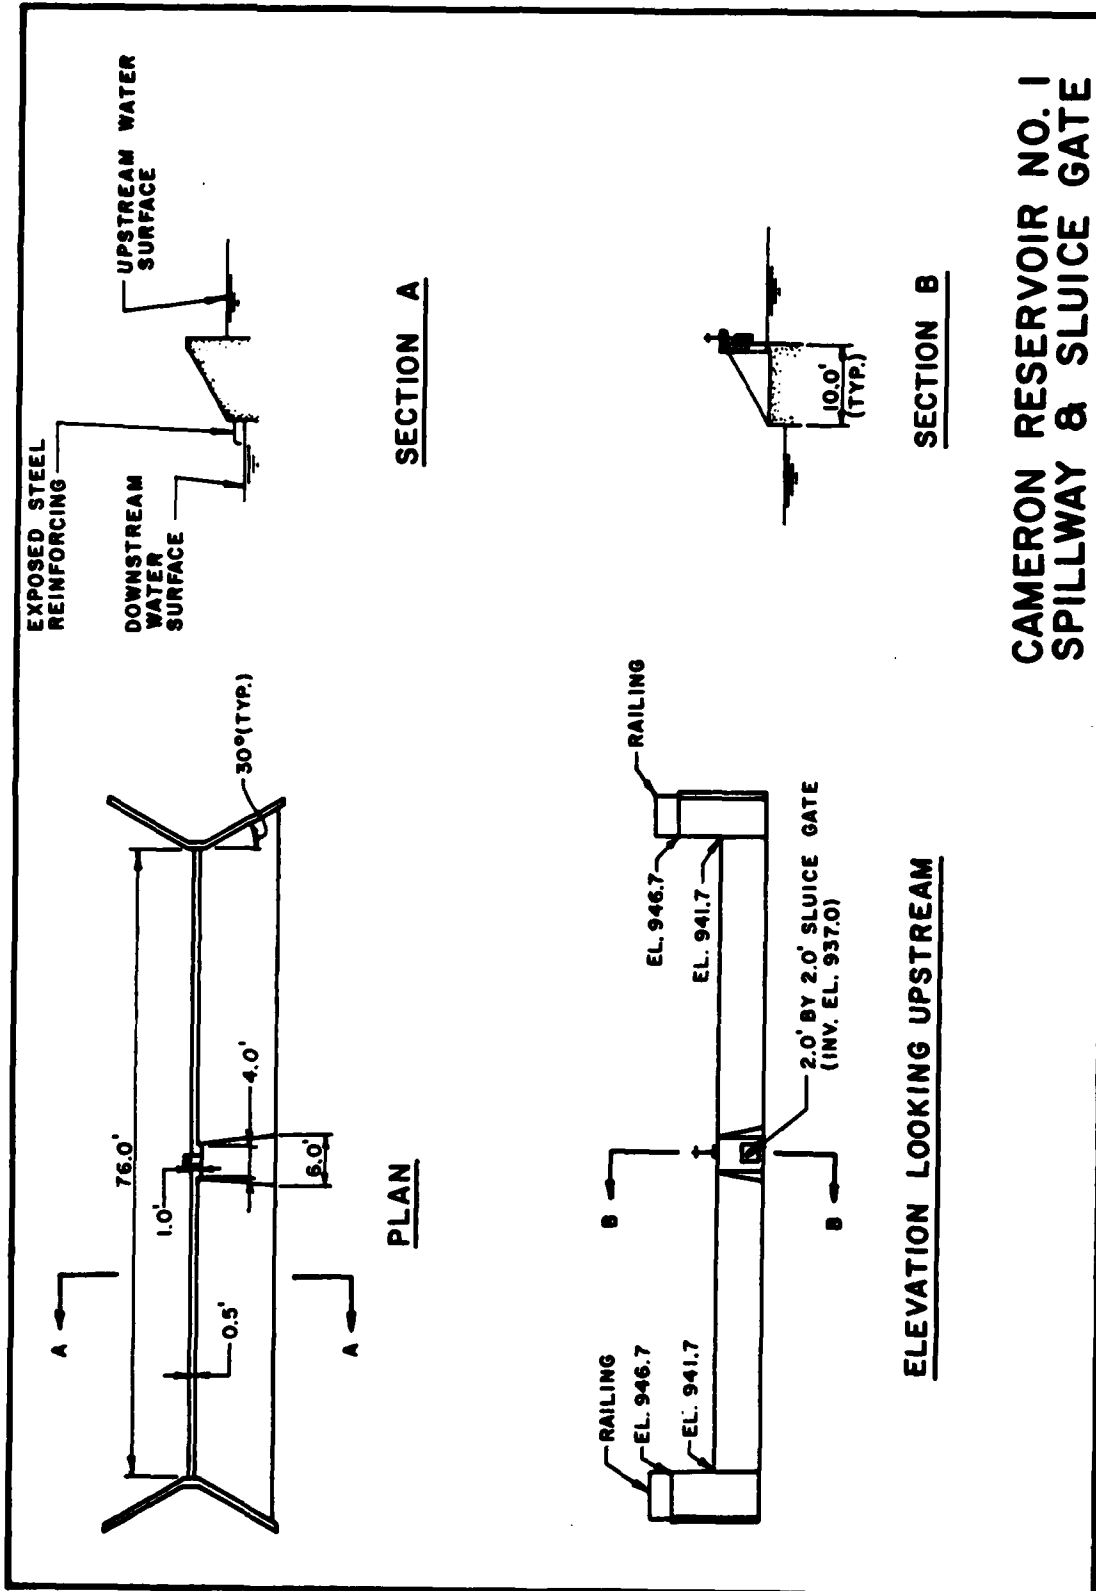 A
A
76.0'
1.0'
0.5'
4.0'
6.0'
30°(TYP.)
PLAN
EXPOSED STEEL
REINFORCING
DOWNSTREAM
WATER
SURFACE
UPSTREAM WATER
SURFACE
SECTION A
RAILING
EL. 946.7
EL. 941.7
B
B
EL. 946.7
EL. 941.7
RAILING
2.0' BY 2.0' SLUICE GATE
(INV. EL. 937.0)
ELEVATION LOOKING UPSTREAM
10.0'
(TYP.)
SECTION B
CAMERON RESERVOIR NO. 1
SPILLWAY & SLUICE GATE